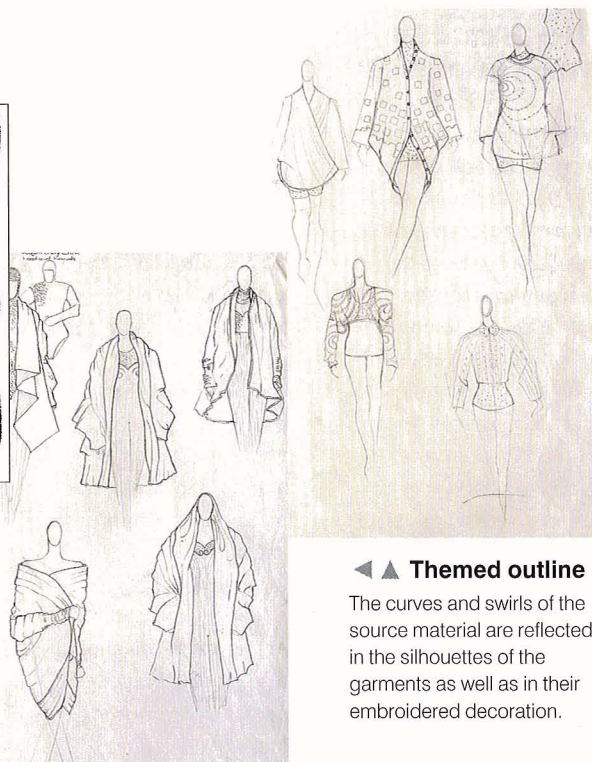 Themed outline
The curves and swirls of the
source material are reflected
in the silhouettes of the
garments as well as in their
embroidered decoration.